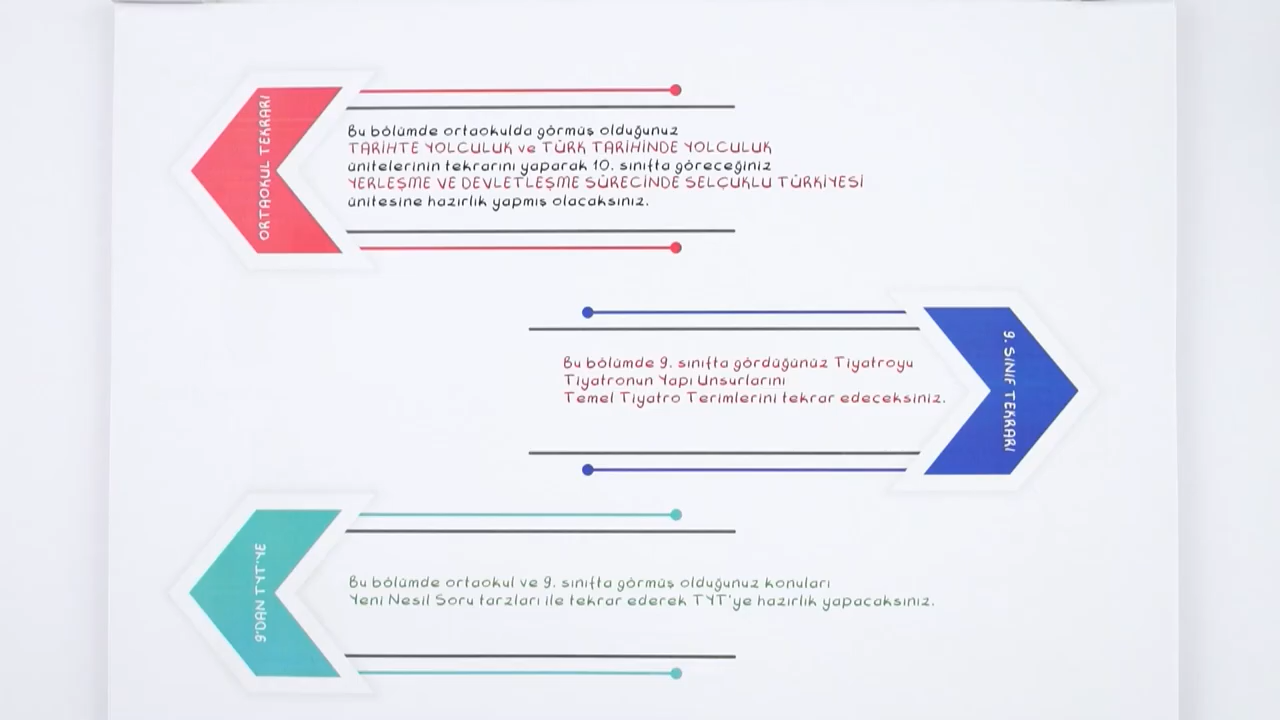 ORTAOKUL TEKRARI
Bu bölümde ortaokulda görmüş olduğunuz
TARİHTE YOLCULUK ve TÜRK TARİHİNDE YOLCULUK
ünitelerinin tekrarını yaparak 10. sınıfta göreceğiniz
YERLEŞME VE DEVLETLEŞME SÜRECİNDE SELÇUKLU TÜRKİYESİ
ünitesine hazırlık yapmış olacaksınız.
9. SINIF TEKRARI
Bu bölümde 9. sınıfta gördüğünüz Tiyatroyu
Tiyatronun Yapı Unsurlarını
Temel Tiyatro Terimlerini tekrar edeceksiniz.
9'DAN TYT'YE
Bu bölümde ortaokul ve 9. sınıfta görmüş olduğunuz konuları
Yeni Nesil Soru tarzları ile tekrar ederek TYT'ye hazırlık yapacaksınız.